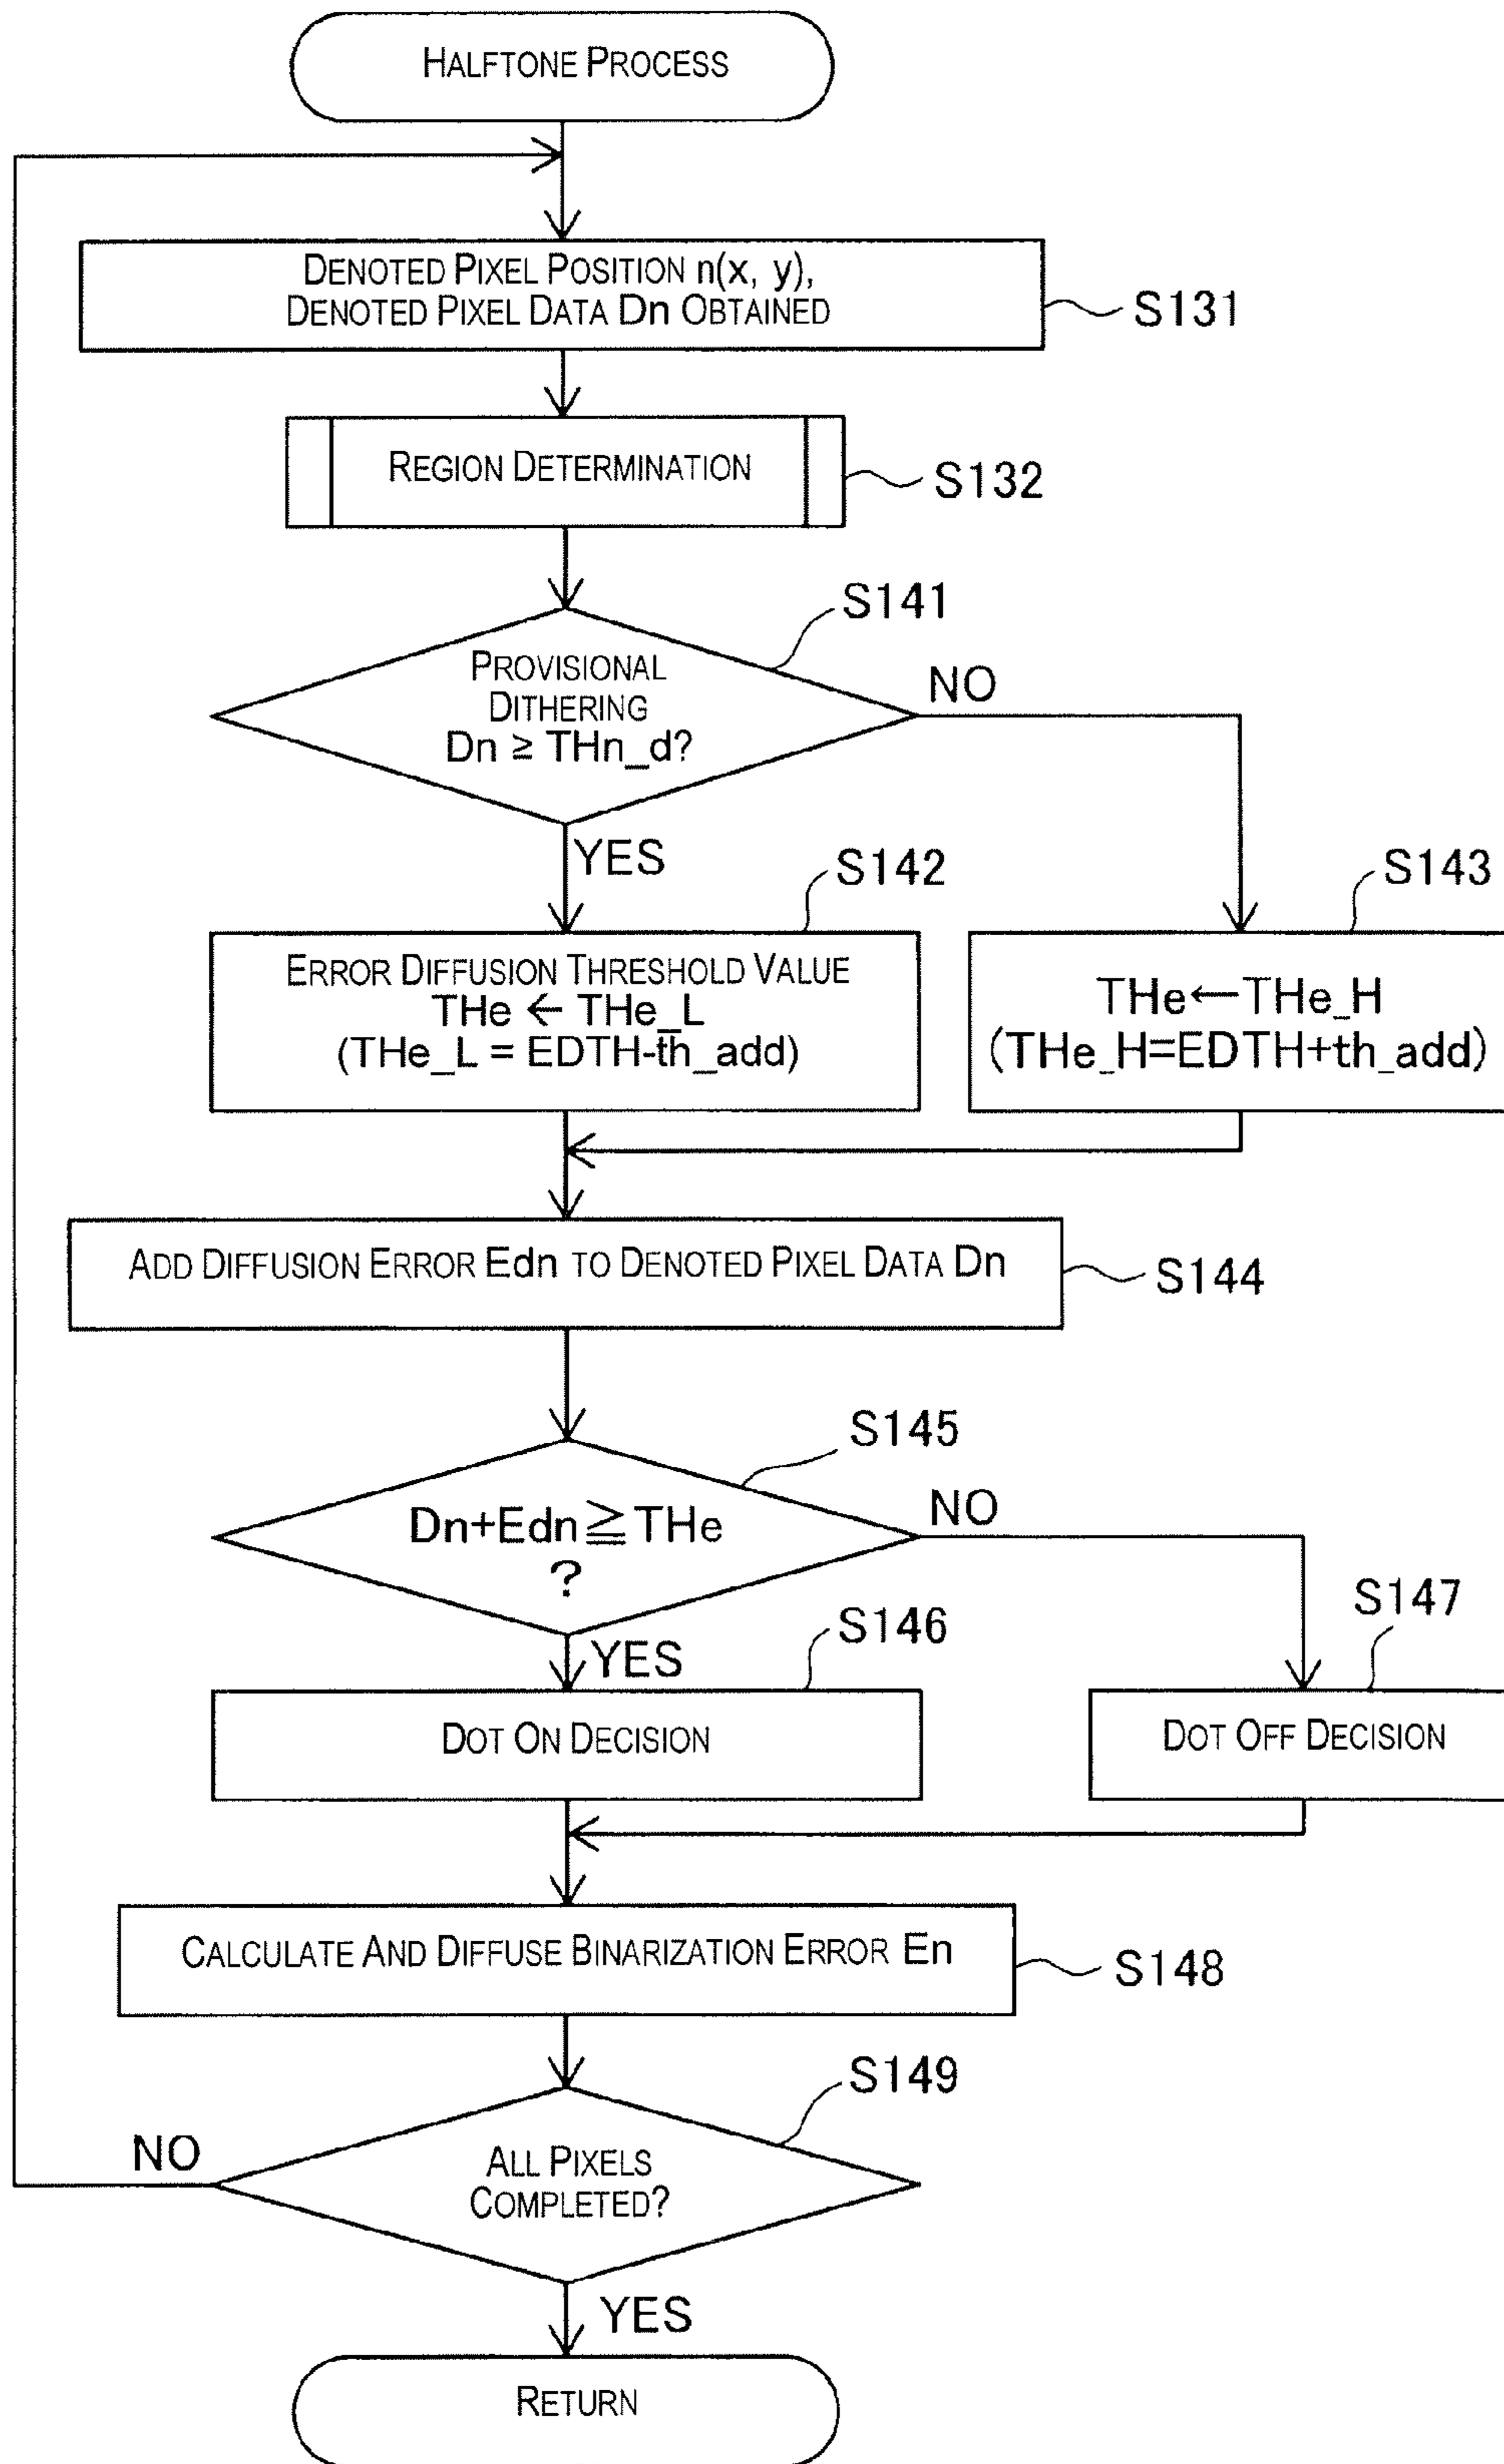 HALFTONE PROCESS
DENOTED PIXEL POSITION n(x, y),
DENOTED PIXEL DATA Dn OBTAINED
S131
REGION DETERMINATION
S132
S141
PROVISIONAL
DITHERING
Dn ≥ THn_d?
NO
YES
S142
S143
ERROR DIFFUSION THRESHOLD VALUE
THe ← THe_L
(THe_L = EDTH-th_add)
THe←THe_H
(THe_H=EDTH+th_add)
ADD DIFFUSION ERROR Edn TO DENOTED PIXEL DATA Dn
S144
S145
Dn+Edn≧THe
?
NO
YES
S146
S147
DOT ON DECISION
DOT OFF DECISION
CALCULATE AND DIFFUSE BINARIZATION ERROR En
S148
S149
ALL PIXELS
COMPLETED?
NO
YES
RETURN